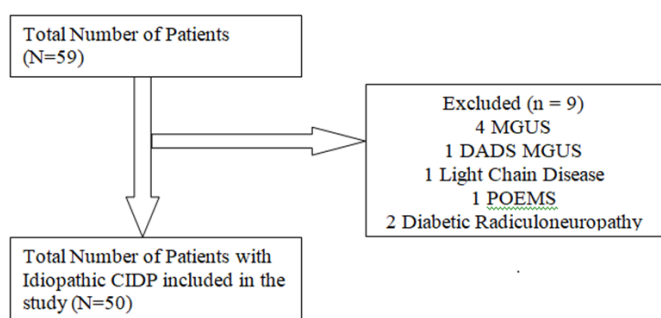 Total Number of Patients
(N=59)
Excluded (n = 9)
4 MGUS
1 DADS MGUS
1 Light Chain Disease
1 POEMS
2 Diabetic Radiculoneuropathy
Total Number of Patients with
Idiopathic CIDP included in the
study (N=50)
.